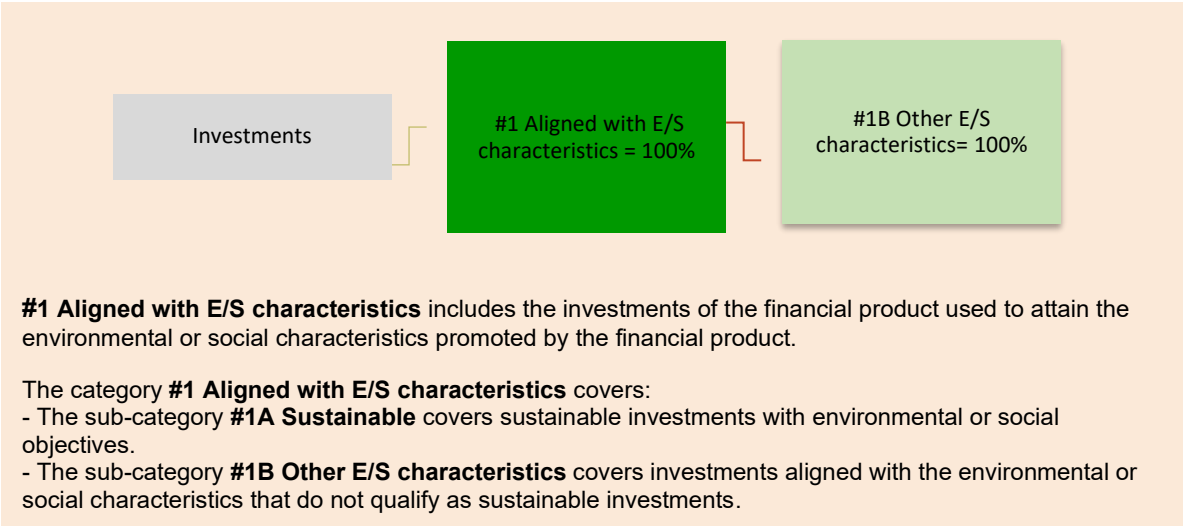 Investments
#1 Aligned with E/S
characteristics = 100%
#1B Other E/S
characteristics= 100%
#1 Aligned with E/S characteristics includes the investments of the financial product used to attain the
environmental or social characteristics promoted by the financial product.
The category #1 Aligned with E/S characteristics covers:
- The sub-category #1A Sustainable covers sustainable investments with environmental or social
objectives.
- The sub-category #1B Other E/S characteristics covers investments aligned with the environmental or
social characteristics that do not qualify as sustainable investments.